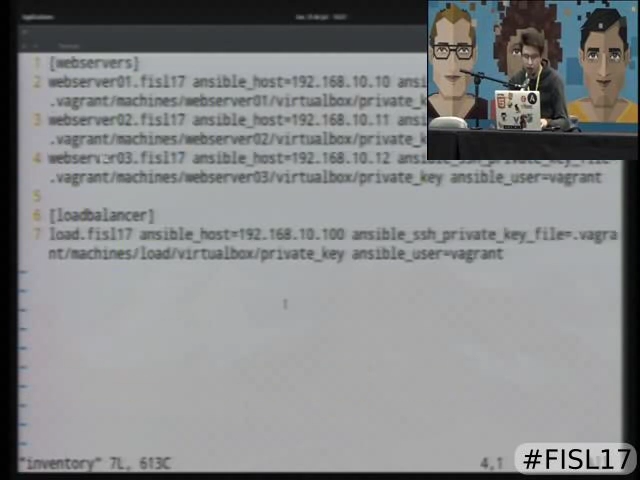 1 [webservers]
2 webserver01.fisl17 ansible_host=192.168.10.10
.vagrant/machines/webserver01/virtualbox/private_k
3 webserver02.fisl17 ansible_host=192.168.10.11
.vagrant/machines/webserver02/virtualbox/private_k
4 webserver03.fisl17 ansible_host=192.168.10.12 ansible_ssh_private_key_file=
.vagrant/machines/webserver03/virtualbox/private_key ansible_user=vagrant
5
6 [loadbalancer]
7 load.fisl17 ansible_host=192.168.10.100 ansible_ssh_private_key_file=.vagra
nt/machines/load/virtualbox/private_key ansible_user=vagrant
"inventory" 7L, 613C 4,1
#FISL17